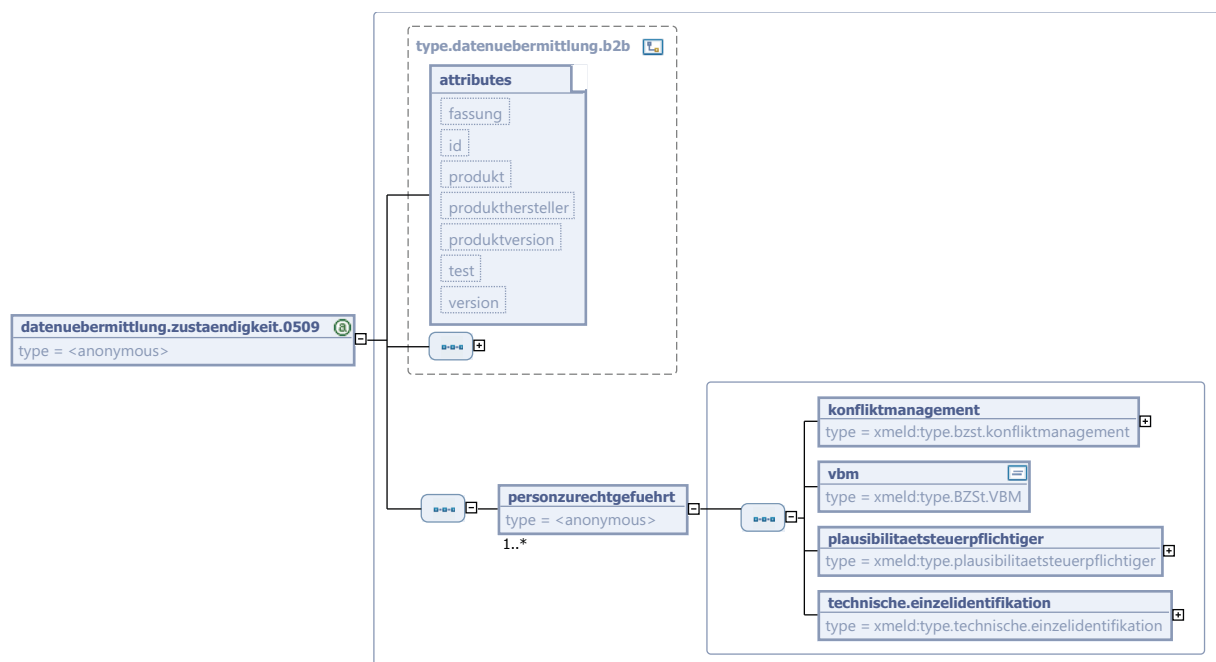 type.datenuebermittlung.b2b
attributes
fassung
id
produkt
produkthersteller
produktversion
test
version
datenuebermittlung.zustaendigkeit.0509 a
type = <anonymous>
personzurechtgefuehrt
type = <anonymous>
1..*
konfliktmanagement
type = xmeld:type.bzst.konfliktmanagement
vbm
type = xmeld:type.BZSt.VBM
plausibilitaetsteuerpflichtiger
type = xmeld:type.plausibilitaetsteuerpflichtiger
technische.einzelidentifikation
type = xmeld:type.technische.einzelidentifikation